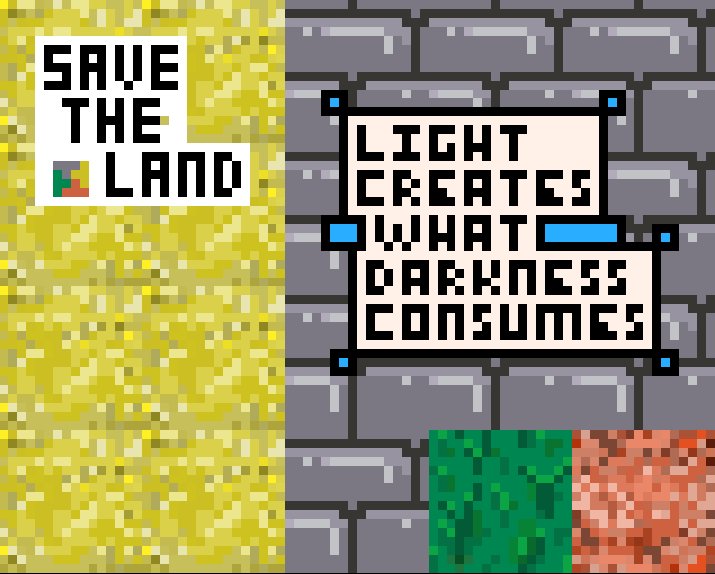 SAVE
THE
LAND
LIGHT
CREATES
WHAT
DARKNESS
CONSUMES